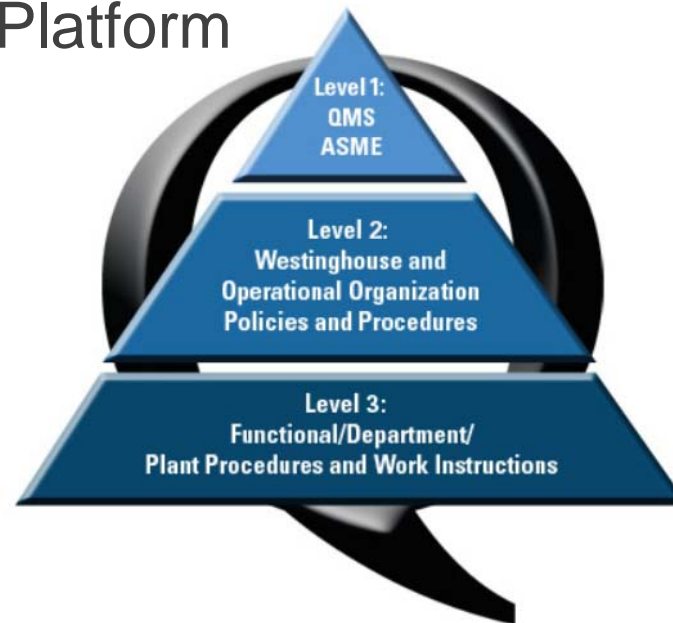 Platform
Level 1:
QMS
ASME
Level 2:
Westinghouse and
Operational Organization
Policies and Procedures
Level 3:
Functional/Department/
Plant Procedures and Work Instructions